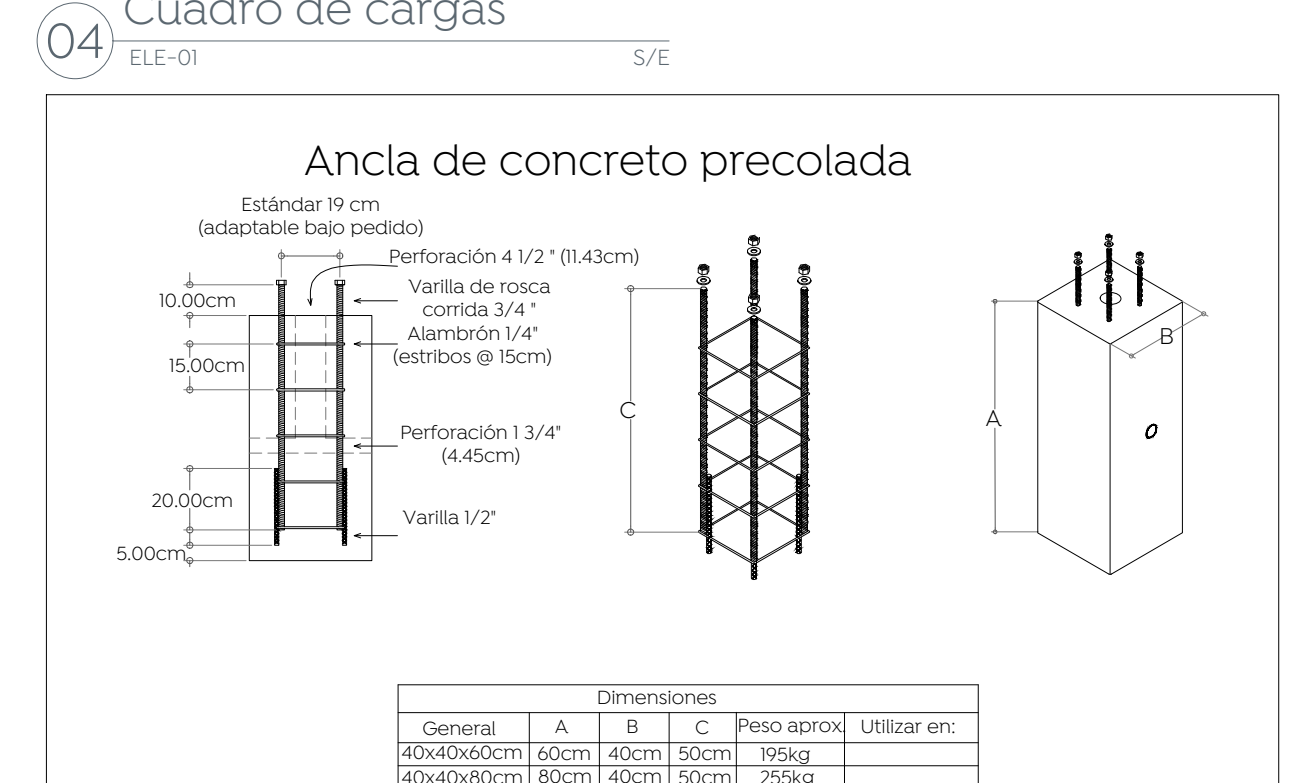 Cuadro de cargas
04
ELE-01
S/E
Ancla de concreto precolada
Estándar 19 cm
(adaptable bajo pedido)
Perforación 4 1/2 " (11.43cm)
Varilla de rosca
corrida 3/4 "
10.00cm
Alambrón 1/4"
(estribos @ 15cm)
15.00cm
Perforación 1 3/4"
(4.45cm)
20.00cm
Varilla 1/2"
5.00cm
C
A
B
Dimensiones
General A B C Peso aprox. Utilizar en:
40x40x60cm 60cm 40cm 50cm 195kg
40x40x80cm 80cm 40cm 50cm 255kg